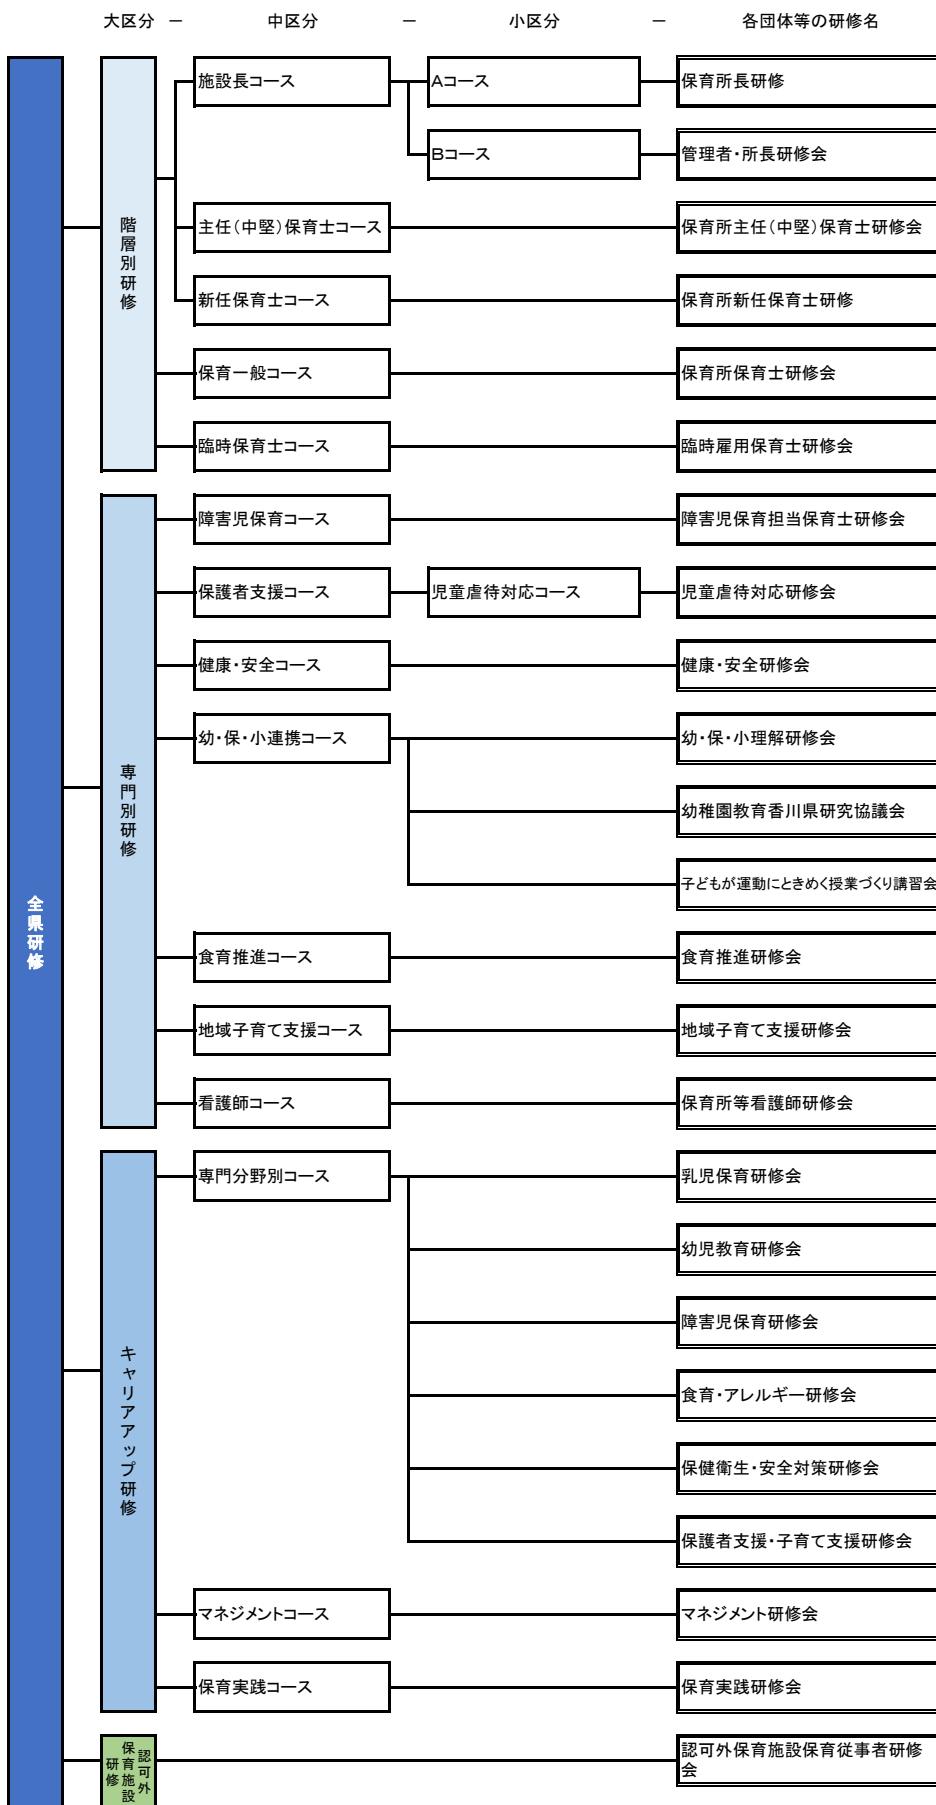 大区分 － 中区分 － 小区分 － 各団体等の研修名
全県研修
階層別研修
施設長コース
Aコース
保育所長研修
Bコース
管理者・所長研修会
主任（中堅）保育士コース
保育所主任（中堅）保育士研修会
新任保育士コース
保育所新任保育士研修
保育一般コース
保育所保育士研修会
臨時保育士コース
臨時雇用保育士研修会
専門別研修
障害児保育コース
障害児保育担当保育士研修会
保護者支援コース
児童虐待対応コース
児童虐待対応研修会
健康・安全コース
健康・安全研修会
幼・保・小連携コース
幼・保・小理解研修会
幼稚園教育香川県研究協議会
子どもが運動にときめく授業づくり講習会
食育推進コース
食育推進研修会
地域子育て支援コース
地域子育て支援研修会
看護師コース
保育所等看護師研修会
キャリアアップ研修
専門分野別コース
乳児保育研修会
幼児教育研修会
障害児保育研修会
食育・アレルギー研修会
保健衛生・安全対策研修会
保護者支援・子育て支援研修会
マネジメントコース
マネジメント研修会
保育実践コース
保育実践研修会
認可外
保育施設
研修
認可外保育施設保育従事者研修
会